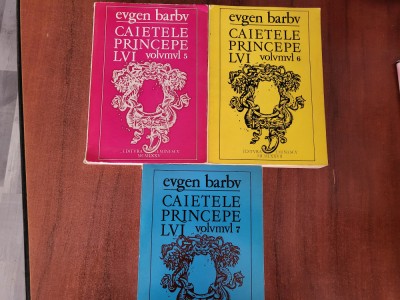 evgen barbv
CAIETELE
PRINCEPE
LVI volvmvl 5
evgen barbv
CAIETELE
PRINCEPE
LVI volvmvl 6
evgen barbv
CAIETELE
PRINCEPE
LVI volvmvl 7